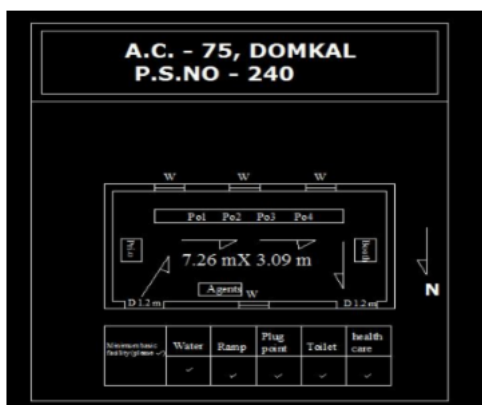 A.C. - 75, DOMKAL
P.S.NO - 240
W W W
Po1 Po2 Po3 Po4
7.26 mX 3.09 m
Agents
W
D 1.2 m D 1.2 m
N
Water Ramp Plug point Toilet health care
✓ ✓ ✓ ✓ ✓